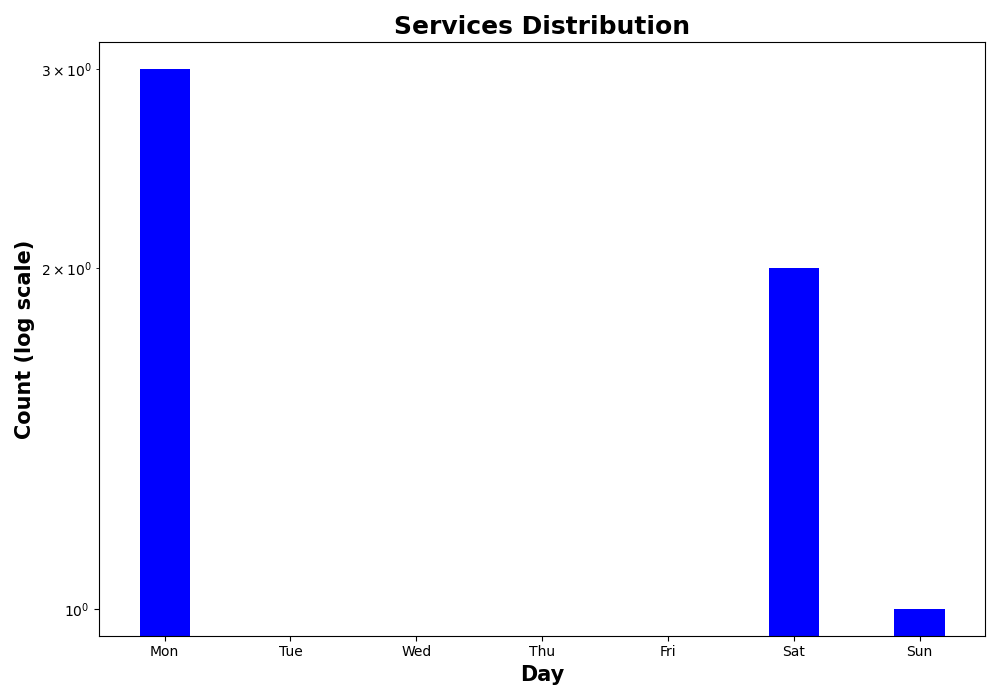 Services Distribution
Count (log scale)
3 × 10⁰
2 × 10⁰
10⁰
Mon Tue Wed Thu Fri Sat Sun
Day